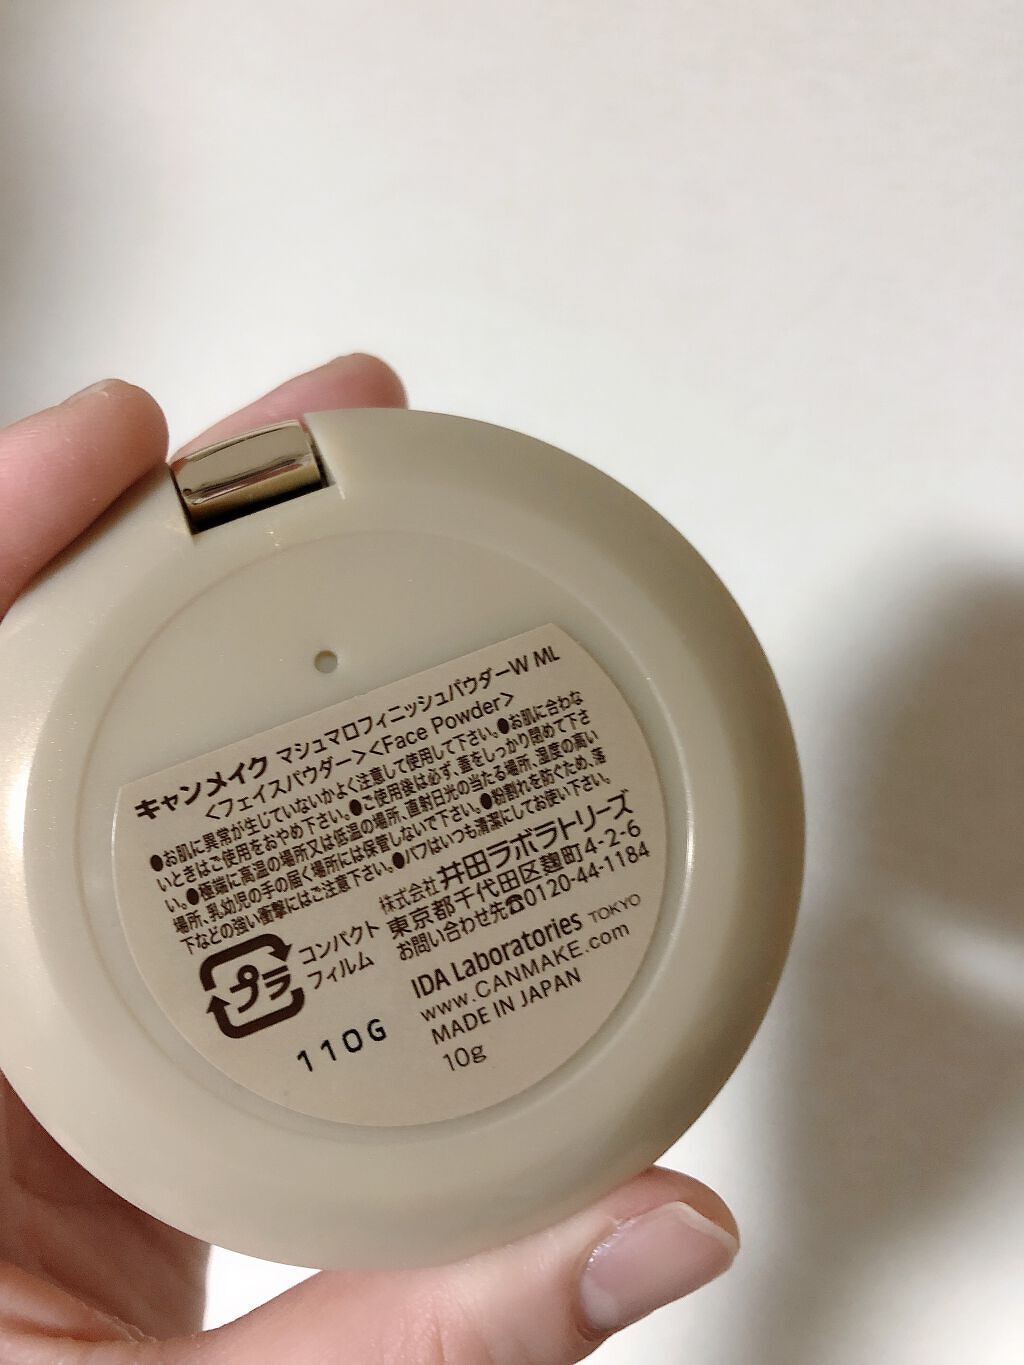 キャンメイク マシュマロフィニッシュパウダーW ML
<フェイスパウダー><Face Powder>
●お肌に異常が生じていないかよく注意して使用して下さい。●お肌に合わな
いときはご使用をおやめ下さい。●ご使用後は必ず、蓋をしっかり閉めて下さ
い。●極端に高温の場所又は低温の場所、直射日光の当たる場所、湿度の高い
場所、乳幼児の手の届く場所には保管しないで下さい。●粉割れを防ぐため、落
下などの強い衝撃にはご注意下さい。●パフはいつも清潔にしてお使い下さい。
株式会社 井田ラボラトリーズ
東京都千代田区麹町4-2-6
お問い合わせ先☎0120-44-1184
プラ
コンパクト
フィルム
IDA Laboratories TOKYO
www.CANMAKE.com
MADE IN JAPAN
10g
110G